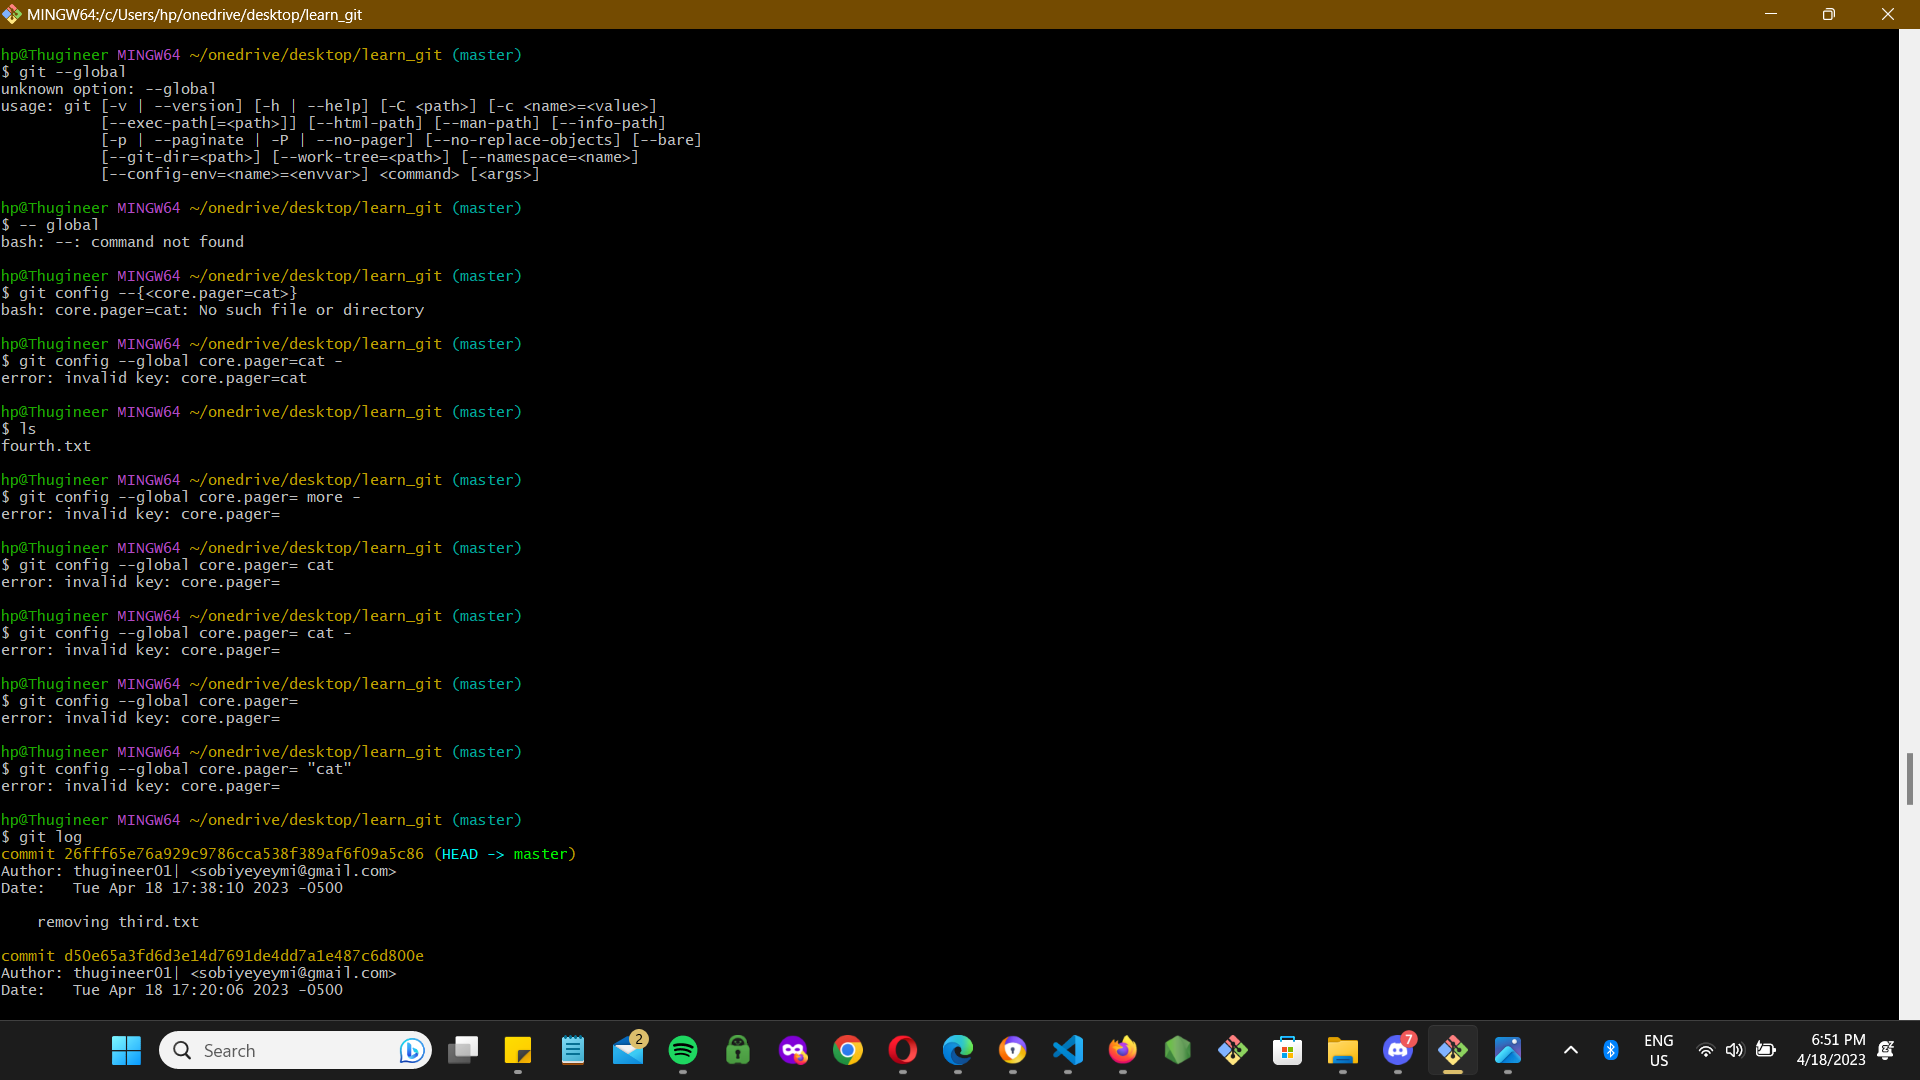 MINGW64:/c/Users/hp/onedrive/desktop/learn_git
hp@Thugineer MINGW64 ~/onedrive/desktop/learn_git (master)
$ git --global
unknown option: --global
usage: git [-v | --version] [-h | --help] [-C <path>] [-c <name>=<value>]
           [--exec-path[=<path>]] [--html-path] [--man-path] [--info-path]
           [-p | --paginate | -P | --no-pager] [--no-replace-objects] [--bare]
           [--git-dir=<path>] [--work-tree=<path>] [--namespace=<name>]
           [--config-env=<name>=<envvar>] <command> [<args>]
hp@Thugineer MINGW64 ~/onedrive/desktop/learn_git (master)
$ -- global
bash: --: command not found
hp@Thugineer MINGW64 ~/onedrive/desktop/learn_git (master)
$ git config --{<core.pager=cat>}
bash: core.pager=cat: No such file or directory
hp@Thugineer MINGW64 ~/onedrive/desktop/learn_git (master)
$ git config --global core.pager=cat -
error: invalid key: core.pager=cat
hp@Thugineer MINGW64 ~/onedrive/desktop/learn_git (master)
$ ls
fourth.txt
hp@Thugineer MINGW64 ~/onedrive/desktop/learn_git (master)
$ git config --global core.pager= more -
error: invalid key: core.pager=
hp@Thugineer MINGW64 ~/onedrive/desktop/learn_git (master)
$ git config --global core.pager= cat
error: invalid key: core.pager=
hp@Thugineer MINGW64 ~/onedrive/desktop/learn_git (master)
$ git config --global core.pager= cat -
error: invalid key: core.pager=
hp@Thugineer MINGW64 ~/onedrive/desktop/learn_git (master)
$ git config --global core.pager=
error: invalid key: core.pager=
hp@Thugineer MINGW64 ~/onedrive/desktop/learn_git (master)
$ git config --global core.pager= "cat"
error: invalid key: core.pager=
hp@Thugineer MINGW64 ~/onedrive/desktop/learn_git (master)
$ git log
commit 26fff65e76a929c9786cca538f389af6f09a5c86 (HEAD -> master)
Author: thugineer01| <sobiyeyeymi@gmail.com>
Date:   Tue Apr 18 17:38:10 2023 -0500
    removing third.txt
commit d50e65a3fd6d3e14d7691de4dd7a1e487c6d800e
Author: thugineer01| <sobiyeyeymi@gmail.com>
Date:   Tue Apr 18 17:20:06 2023 -0500
Search
2
7
ENG
US
6:51 PM
4/18/2023